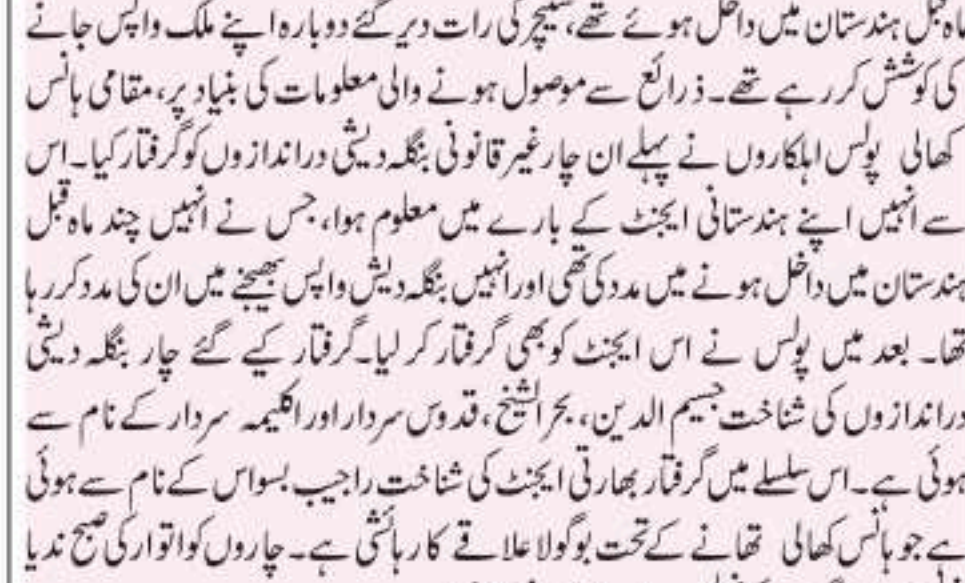 ماہ قبل ہندستان میں داخل ہوئے تھے، سنیچر کی رات دیر گئے دوبارہ اپنے ملک واپس جانے
کی کوشش کر رہے تھے۔ ذرائع سے موصول ہونے والی معلومات کی بنیاد پر، مقامی ہانس
کھالی پولس اہلکاروں نے پہلے ان چار غیر قانونی بنگلہ دیشی دراندازوں کو گرفتار کیا۔ اس
سے انہیں اپنے ہندستانی ایجنٹ کے بارے میں معلوم ہوا، جس نے انہیں چند ماہ قبل
ہندستان میں داخل ہونے میں مدد کی تھی اور انہیں بنگلہ دیش واپس بھیجنے میں ان کی مدد کر رہا
تھا۔ بعد میں پولس نے اس ایجنٹ کو بھی گرفتار کر لیا۔ گرفتار کیے گئے چار بنگلہ دیشی
دراندازوں کی شناخت جسیم الدین، بحر الشیخ، قدوس سردار اور اکلیمہ سردار کے نام سے
ہوئی ہے۔ اس سلسلے میں گرفتار بھارتی ایجنٹ کی شناخت راجیب بسواس کے نام سے ہوئی
ہے جو ہانس کھالی تھانے کے تحت بوگولا علاقے کا رہائشی ہے۔ چاروں کو اتوار کی صبح ندیا